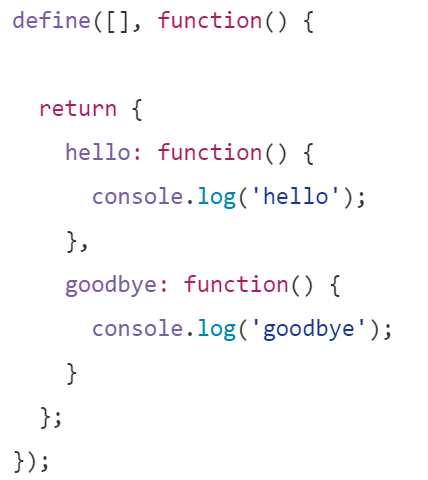 define([], function() {
return {
hello: function() {
console.log('hello');
},
goodbye: function() {
console.log('goodbye');
}
};
});